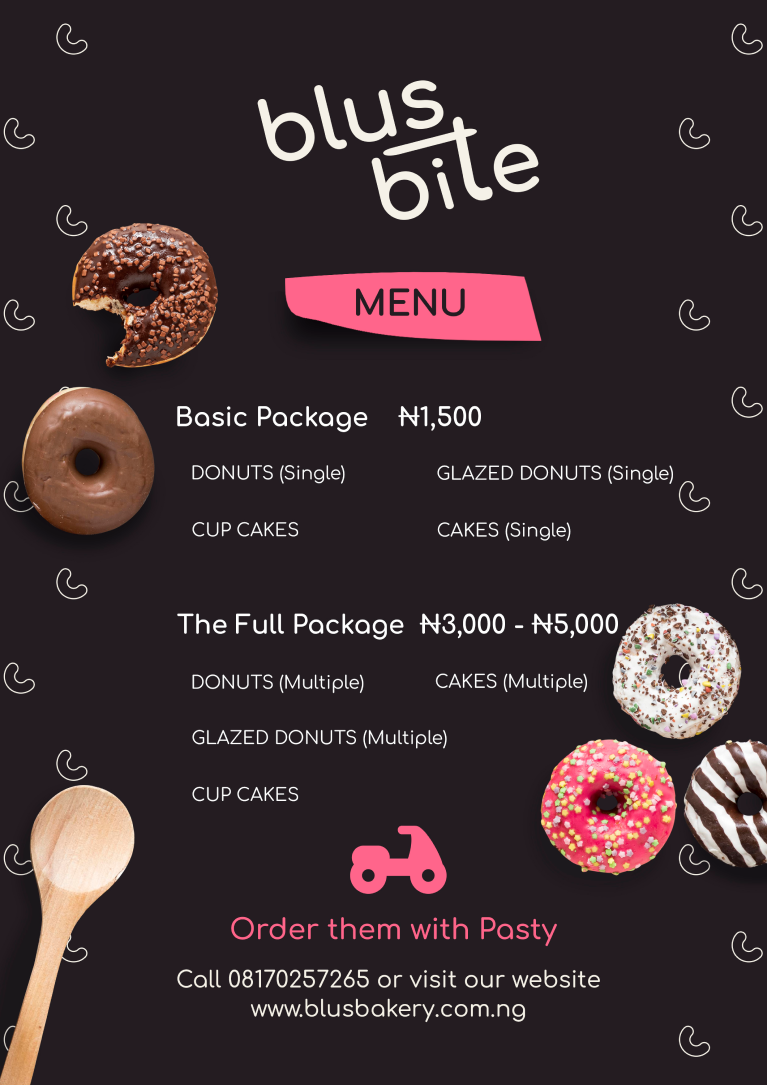 blus
bite
MENU
Basic Package ₦1,500
DONUTS (Single) GLAZED DONUTS (Single)
CUP CAKES CAKES (Single)
The Full Package ₦3,000 - ₦5,000
DONUTS (Multiple) CAKES (Multiple)
GLAZED DONUTS (Multiple)
CUP CAKES
Order them with Pasty
Call 08170257265 or visit our website
www.blusbakery.com.ng